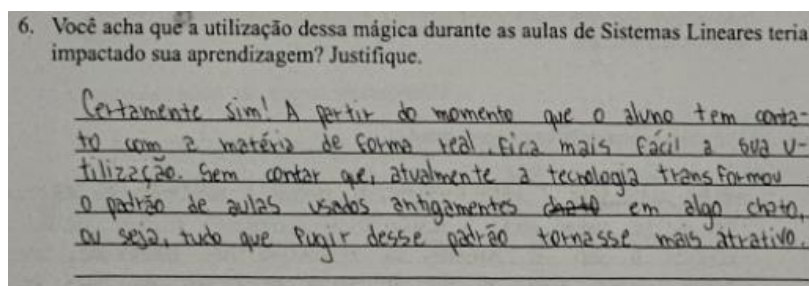 6. Você acha que a utilização dessa mágica durante as aulas de Sistemas Lineares teria
impactado sua aprendizagem? Justifique.
Certamente sim! A partir do momento que o aluno tem conta-
to com a matéria de forma real, fica mais fácil a sua u-
tilização. Sem contar que, atualmente a tecnologia transformou
o padrão de aulas usados antigamentes chato em algo chato,
ou seja, tudo que fugir desse padrão tornasse mais atrativo.